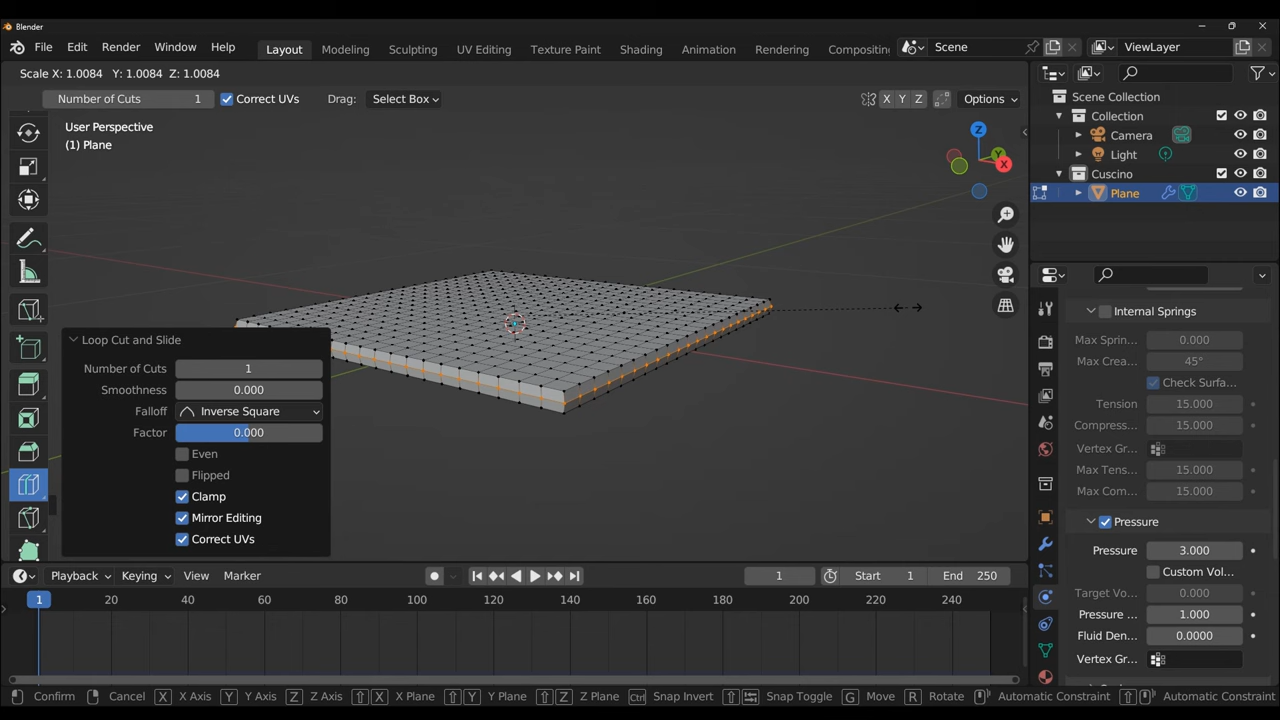 Blender
File Edit Render Window Help Layout Modeling Sculpting UV Editing Texture Paint Shading Animation Rendering Compositing Scene ViewLayer
Scale X: 1.0084 Y: 1.0084 Z: 1.0084
Number of Cuts 1 Correct UVs Drag: Select Box X Y Z Options
User Perspective
(1) Plane
Z
Y
X
Scene Collection
Collection
Camera
Light
Cuscino
Plane
Loop Cut and Slide
Number of Cuts 1
Smoothness 0.000
Falloff Inverse Square
Factor 0.000
Even
Flipped
Clamp
Mirror Editing
Correct UVs
Internal Springs
Max Sprin... 0.000
Max Crea... 45°
Check Surfa...
Tension 15.000
Compress... 15.000
Vertex Gr...
Max Tens... 15.000
Max Com... 15.000
Pressure
Pressure 3.000
Custom Vol...
Target Vo... 0.000
Pressure ... 1.000
Fluid Den... 0.0000
Vertex Gr...
Playback Keying View Marker 1 Start 1 End 250
1 20 40 60 80 100 120 140 160 180 200 220 240
Confirm Cancel X X Axis Y Y Axis Z Z Axis X X Plane Y Y Plane Z Z Plane Ctrl Snap Invert Snap Toggle G Move R Rotate Automatic Constraint Automatic Constraint